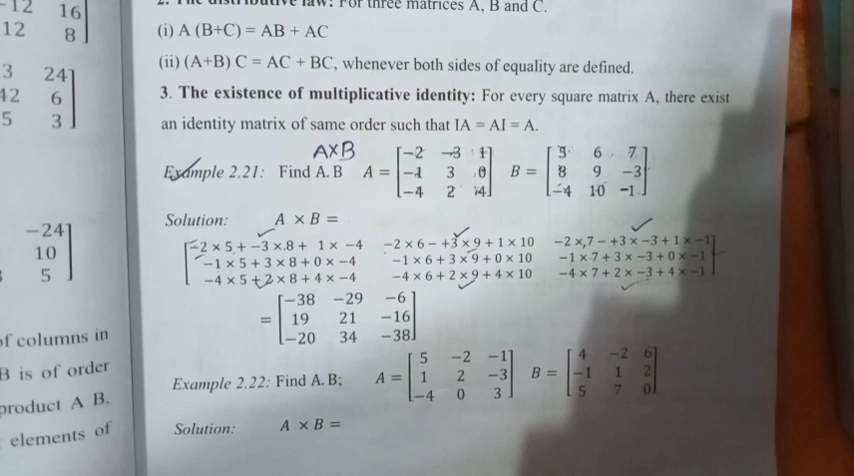 -12 16
12 8
3 24
42 6
5 3
-24
10
5
of columns in
B is of order
product A B.
elements of
2. The distributive law: For three matrices A, B and C.
(i) A (B+C) = AB + AC
(ii) (A+B) C = AC + BC, whenever both sides of equality are defined.
3. The existence of multiplicative identity: For every square matrix A, there exist
an identity matrix of same order such that IA = AI = A.
A×B
Example 2.21: Find A. B A = [-2 -3 1; -1 3 0; -4 2 4] B = [5 6 7; 8 9 -3; -4 10 -1]
Solution: A × B =
-2 × 5 + -3 × 8 + 1 × -4 -2 × 6 - +3 × 9 + 1 × 10 -2 × 7 - +3 × -3 + 1 × -1
-1 × 5 + 3 × 8 + 0 × -4 -1 × 6 + 3 × 9 + 0 × 10 -1 × 7 + 3 × -3 + 0 × -1
-4 × 5 + 2 × 8 + 4 × -4 -4 × 6 + 2 × 9 + 4 × 10 -4 × 7 + 2 × -3 + 4 × -1
= [-38 -29 -6; 19 21 -16; -20 34 -38]
Example 2.22: Find A. B; A = [5 -2 -1; 1 2 -3; -4 0 3] B = [4 -2 6; -1 1 2; 5 7 0]
Solution: A × B =